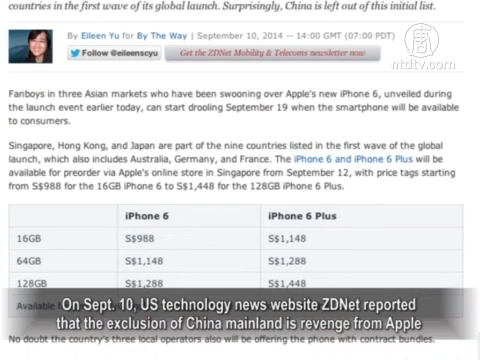 countries in the first wave of its global launch. Surprisingly, China is left out of this initial list.
By Eileen Yu for By The Way | September 10, 2014 -- 14:00 GMT (07:00 PDT)
Follow @eileenscyu
Get the ZDNet Mobility & Telecoms newsletter now
ntdtv.com
Fanboys in three Asian markets who have been swooning over Apple's new iPhone 6, unveiled during
the launch event earlier today, can start drooling September 19 when the smartphone will be available
to consumers.
Singapore, Hong Kong, and Japan are part of the nine countries listed in the first wave of the global
launch, which also includes Australia, Germany, and France. The iPhone 6 and iPhone 6 Plus will be
available for preorder via Apple's online store in Singapore from September 12, with price tags starting
from S$988 for the 16GB iPhone 6 to S$1,448 for the 128GB iPhone 6 Plus.
iPhone 6 iPhone 6 Plus
16GB S$988 S$1,148
64GB S$1,148 S$1,288
128GB S$1,288 S$1,448
On Sept. 10, US technology news website ZDNet reported
that the exclusion of China mainland is revenge from Apple
No doubt the country's three local operators also will be offering the phone with contract bundles.